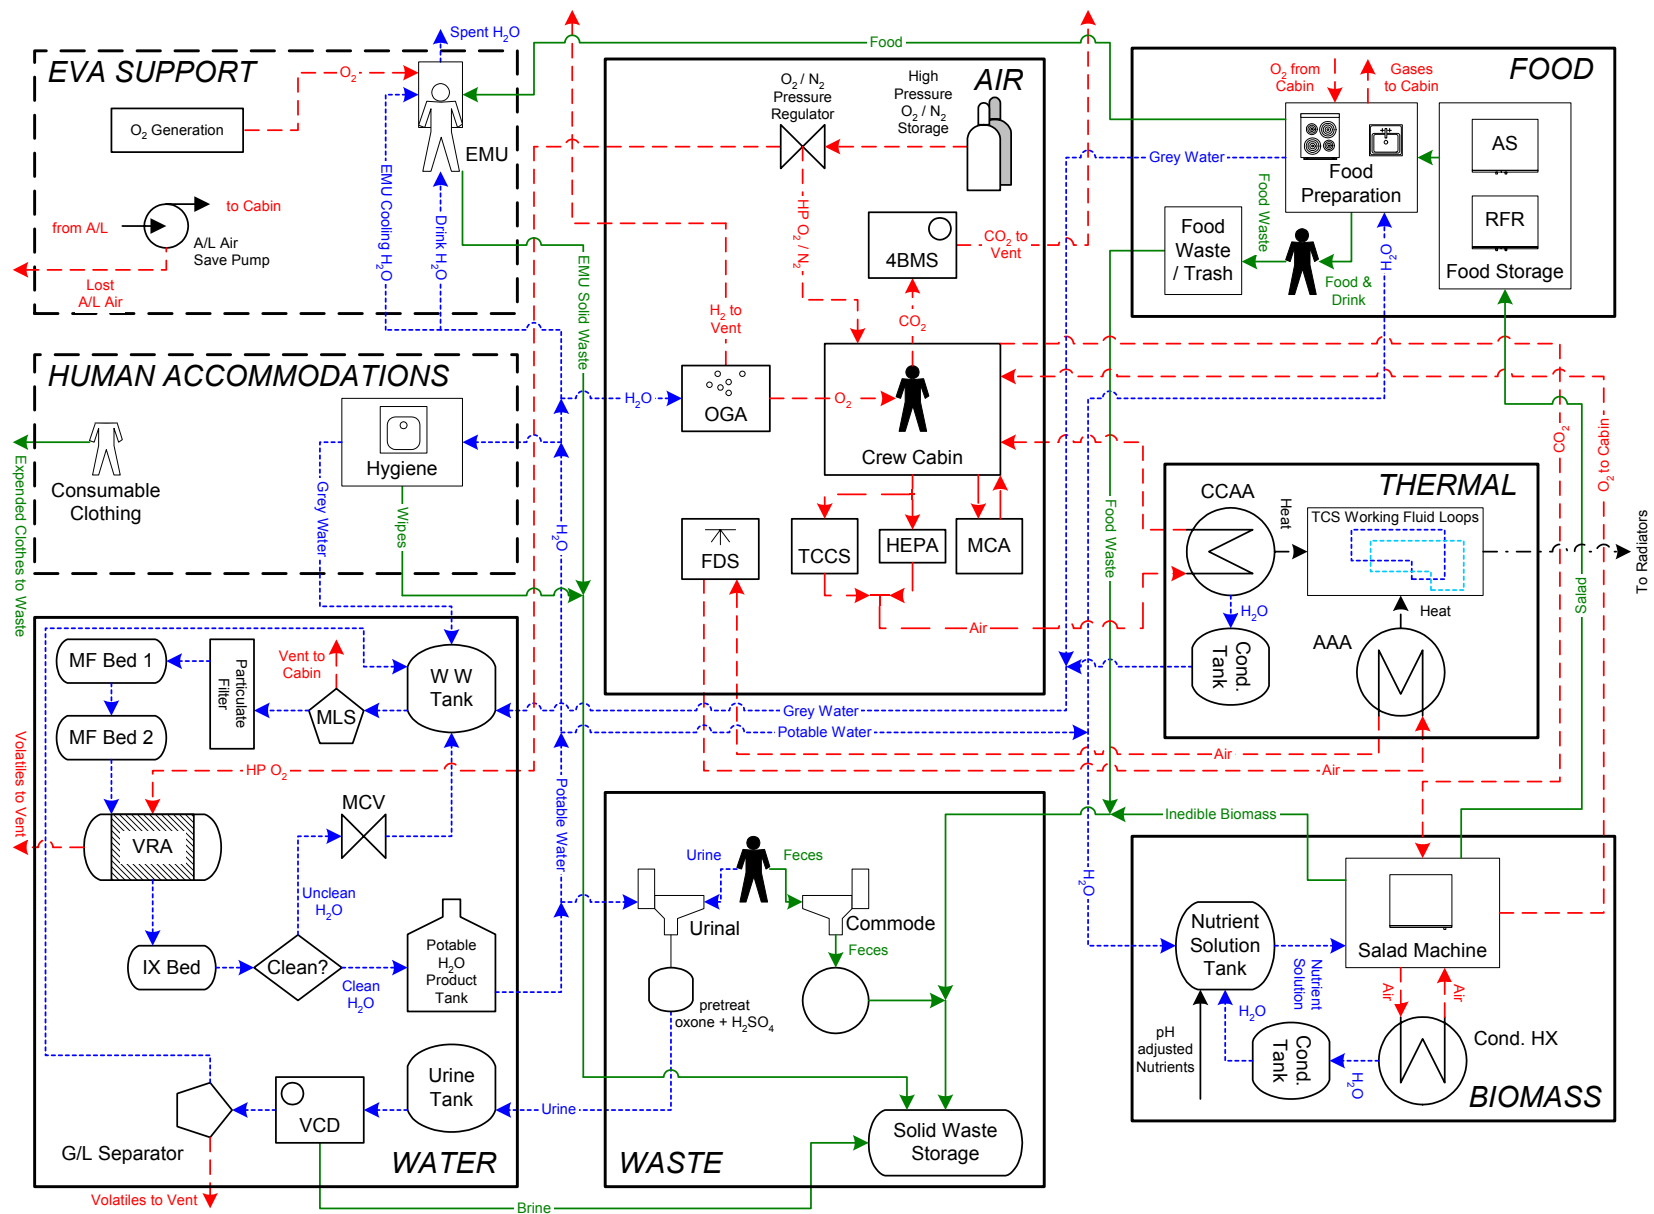 EVA SUPPORT
Spent H2O
O2
O2 Generation
EMU
from A/L
to Cabin
A/L Air
Save Pump
Lost
A/L Air
EMU Cooling H2O
Drink H2O
Food
EMU Solid Waste
HUMAN ACCOMMODATIONS
Consumable
Clothing
Hygiene
Expended Clothes to Waste
Grey Water
Wipes
H2O
AIR
O2 / N2
Pressure
Regulator
High
Pressure
O2 / N2
Storage
HP O2 / N2
4BMS
CO2 to
Vent
H2 to
Vent
CO2
H2O
OGA
O2
Crew Cabin
FDS
TCCS
HEPA
MCA
Air
FOOD
O2 from
Cabin
Gases
to Cabin
Grey Water
Food
Preparation
AS
RFR
Food Storage
Food Waste
Food
Waste
/ Trash
Food &
Drink
H2O
CO2
O2 to Cabin
Food Waste
Salad
THERMAL
CCAA
Heat
TCS Working Fluid Loops
To Radiators
H2O
Cond.
Tank
AAA
Heat
WATER
MF Bed 1
MF Bed 2
Particulate
Filter
Vent to
Cabin
MLS
W W
Tank
Grey Water
Potable Water
Air
Air
Volatiles to Vent
HP O2
VRA
MCV
Unclean
H2O
IX Bed
Clean?
Clean
H2O
Potable
H2O
Product
Tank
Potable Water
G/L Separator
VCD
Urine
Tank
Urine
Volatiles to Vent
Brine
WASTE
Urine
Feces
Urinal
Commode
Feces
pretreat
oxone + H2SO4
Solid Waste
Storage
BIOMASS
Inedible Biomass
H2O
Nutrient
Solution
Tank
Nutrient
Solution
Salad Machine
Air
Air
H2O
pH
adjusted
Nutrients
Cond.
Tank
H2O
Cond. HX